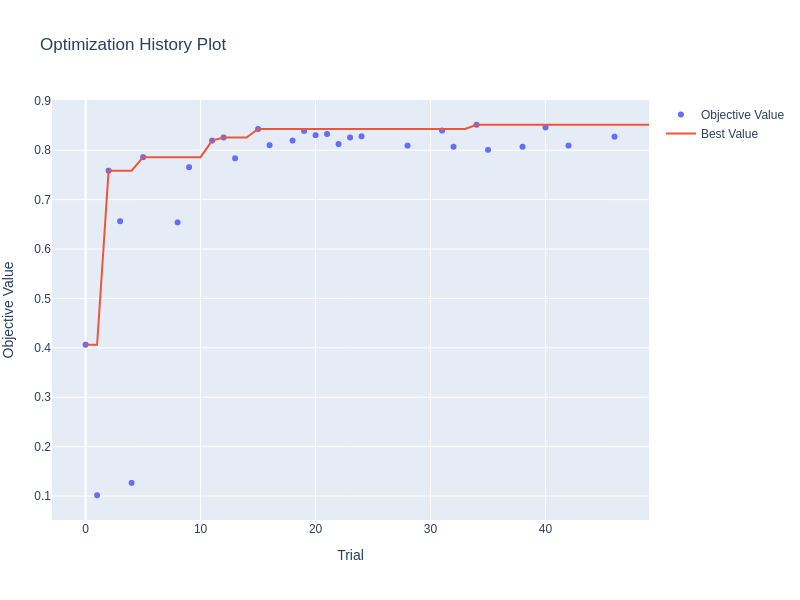 Optimization History Plot
Objective Value
Best Value
0.9
0.8
0.7
0.6
0.5
0.4
0.3
0.2
0.1
Objective Value
0 10 20 30 40
Trial